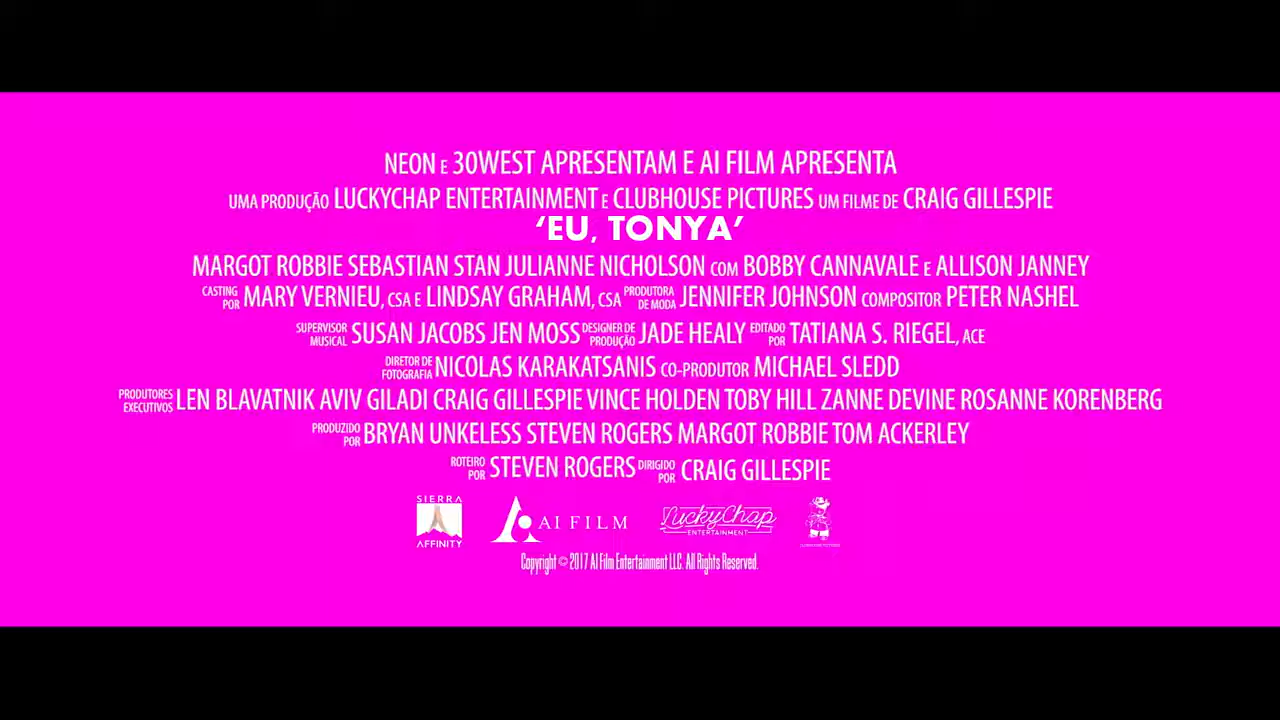 NEON E 30WEST APRESENTAM E AI FILM APRESENTA
UMA PRODUÇÃO LUCKYCHAP ENTERTAINMENT E CLUBHOUSE PICTURES UM FILME DE CRAIG GILLESPIE
‘EU, TONYA’
MARGOT ROBBIE SEBASTIAN STAN JULIANNE NICHOLSON COM BOBBY CANNAVALE E ALLISON JANNEY
CASTING POR MARY VERNIEU, CSA E LINDSAY GRAHAM, CSA PRODUTORA DE MODA JENNIFER JOHNSON COMPOSITOR PETER NASHEL
SUPERVISOR MUSICAL SUSAN JACOBS JEN MOSS DESIGNER DE PRODUÇÃO JADE HEALY EDITADO POR TATIANA S. RIEGEL, ACE
DIRETOR DE FOTOGRAFIA NICOLAS KARAKATSANIS CO-PRODUTOR MICHAEL SLEDD
PRODUTORES EXECUTIVOS LEN BLAVATNIK AVIV GILADI CRAIG GILLESPIE VINCE HOLDEN TOBY HILL ZANNE DEVINE ROSANNE KORENBERG
PRODUZIDO POR BRYAN UNKELESS STEVEN ROGERS MARGOT ROBBIE TOM ACKERLEY
ROTEIRO POR STEVEN ROGERS DIRIGIDO POR CRAIG GILLESPIE
SIERRA AFFINITY
AI FILM
LuckyChap ENTERTAINMENT
CLUBHOUSE PICTURES
Copyright © 2017 AI Film Entertainment LLC. All Rights Reserved.